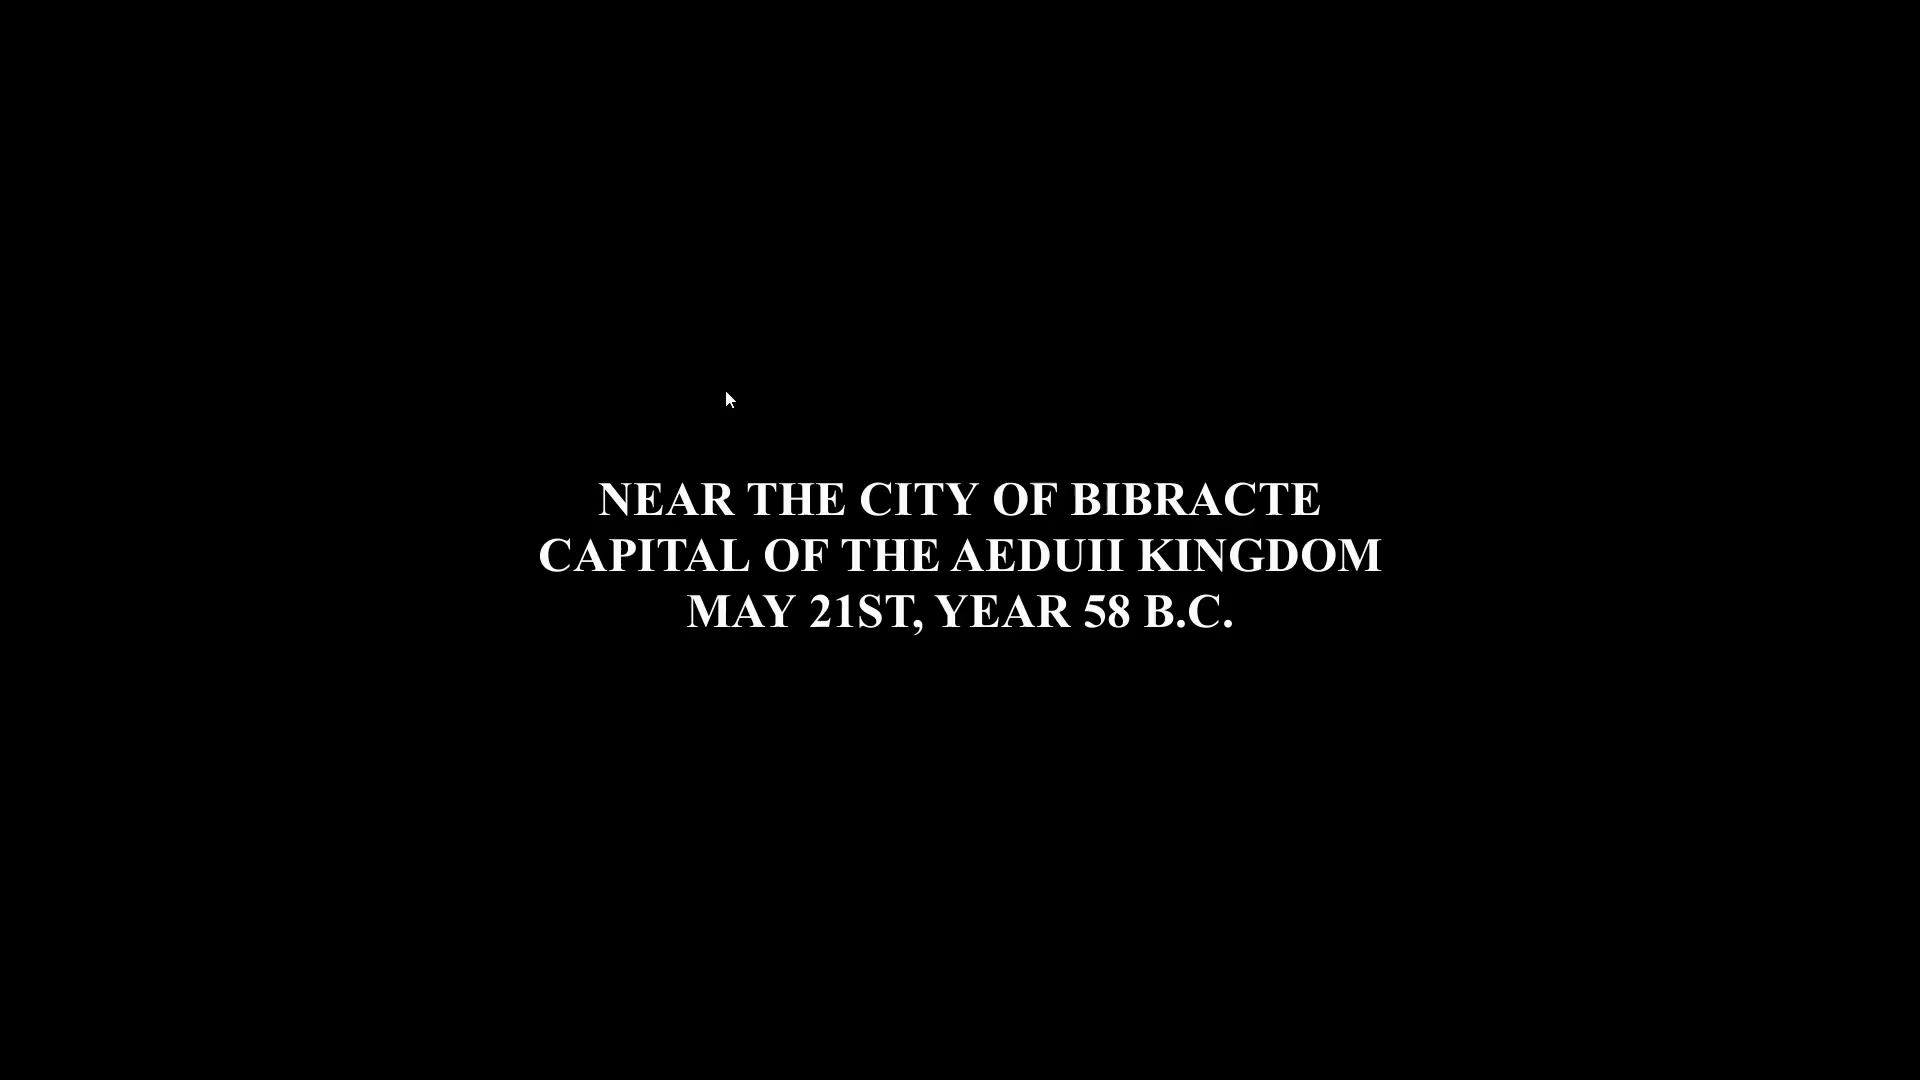 NEAR THE CITY OF BIBRACTE
CAPITAL OF THE AEDUII KINGDOM
MAY 21ST, YEAR 58 B.C.